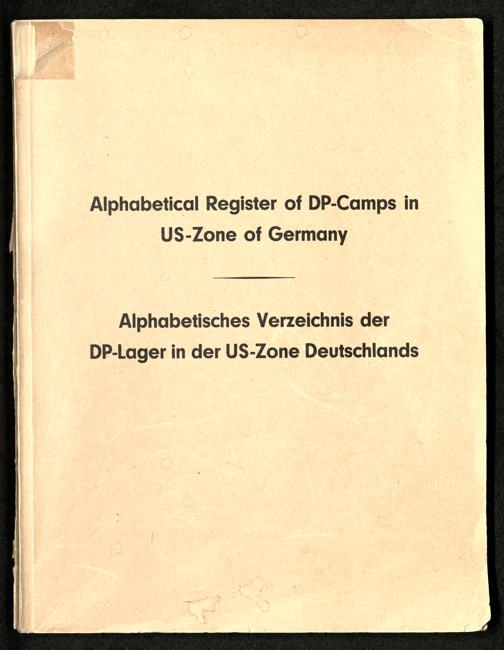 Alphabetical Register of DP-Camps in
US-Zone of Germany
Alphabetisches Verzeichnis der
DP-Lager in der US-Zone Deutschlands